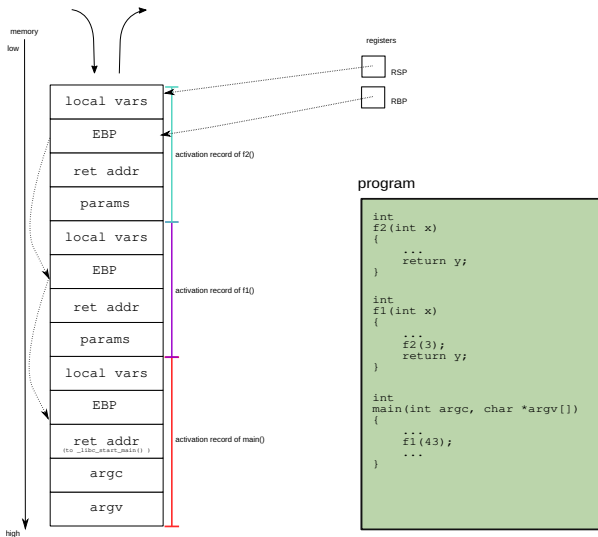 memory
low
registers
RSP
RBP
local vars
EBP
ret addr
params
activation record of f2()
local vars
EBP
ret addr
params
activation record of f1()
local vars
EBP
ret addr
(to _libc_start_main() )
argc
argv
activation record of main()
high
program
int
f2(int x)
{
...
return y;
}
int
f1(int x)
{
...
f2(3);
return y;
}
int
main(int argc, char *argv[])
{
...
f1(43);
...
}